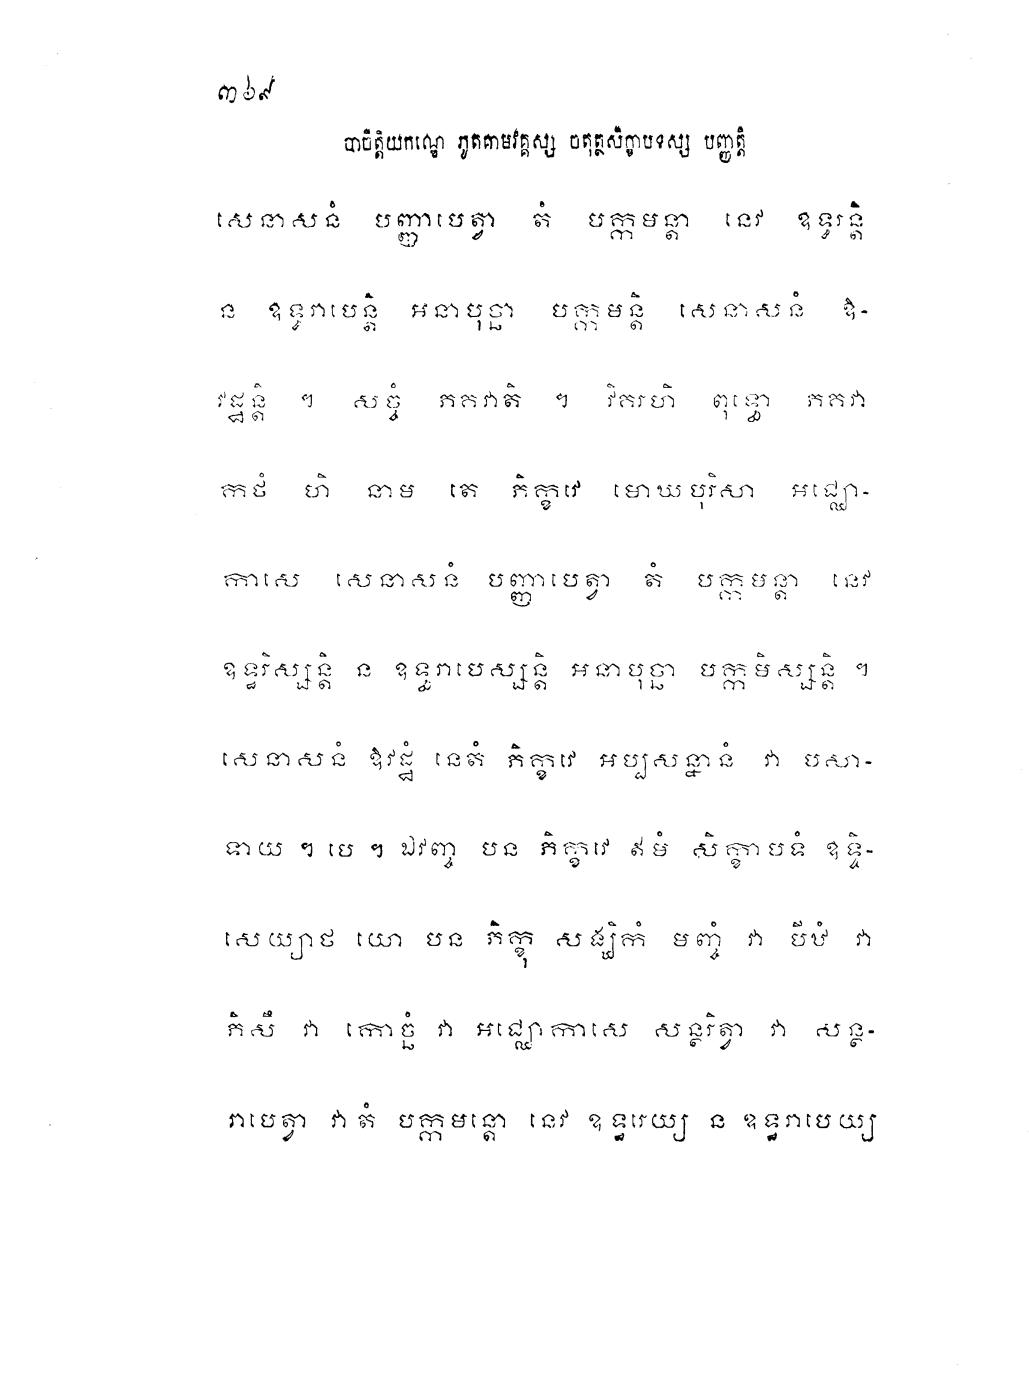 ៣៦៩
បាចិត្តិយកណ្ឌេ ភូតគាមវគ្គស្ស ចតុត្ថសិក្ខាបទស្ស បញ្ញត្តិ
សេនាសនំ បញ្ញាបេត្វា តំ បក្កមន្តា នេវ ឧទ្ធរន្តិ
ន ឧទ្ធរាបេន្តិ អនាបុច្ឆា បក្កមន្តិ សេនាសនំ ឱ-
វដ្ឋន្តិ ។ សច្ចំ ភគវាតិ ។ វិគរហិ ពុទ្ធោ ភគវា
កថំ ហិ នាម តេ ភិក្ខវេ មោឃបុរិសា អជ្ឈោ-
កាសេ សេនាសនំ បញ្ញាបេត្វា តំ បក្កមន្តា នេវ
ឧទ្ធរិស្សន្តិ ន ឧទ្ធរាបេស្សន្តិ អនាបុច្ឆា បក្កមិស្សន្តិ ។
សេនាសនំ ឱវដ្ឋំ នេតំ ភិក្ខវេ អប្បសន្នានំ វា បសា-
ទាយ ។ បេ ។ ឯវញ្ច បន ភិក្ខវេ ឥមំ សិក្ខាបទំ ឧទ្ទិ-
សេយ្យាថ យោ បន ភិក្ខុ សង្ឃិកំ មញ្ចំ វា បីឋំ វា
ភិសឹ វា កោច្ឆំ វា អជ្ឈោកាសេ សន្ថរិត្វា វា សន្ថ-
រាបេត្វា វា តំ បក្កមន្តោ នេវ ឧទ្ធរេយ្យ ន ឧទ្ធរាបេយ្យ